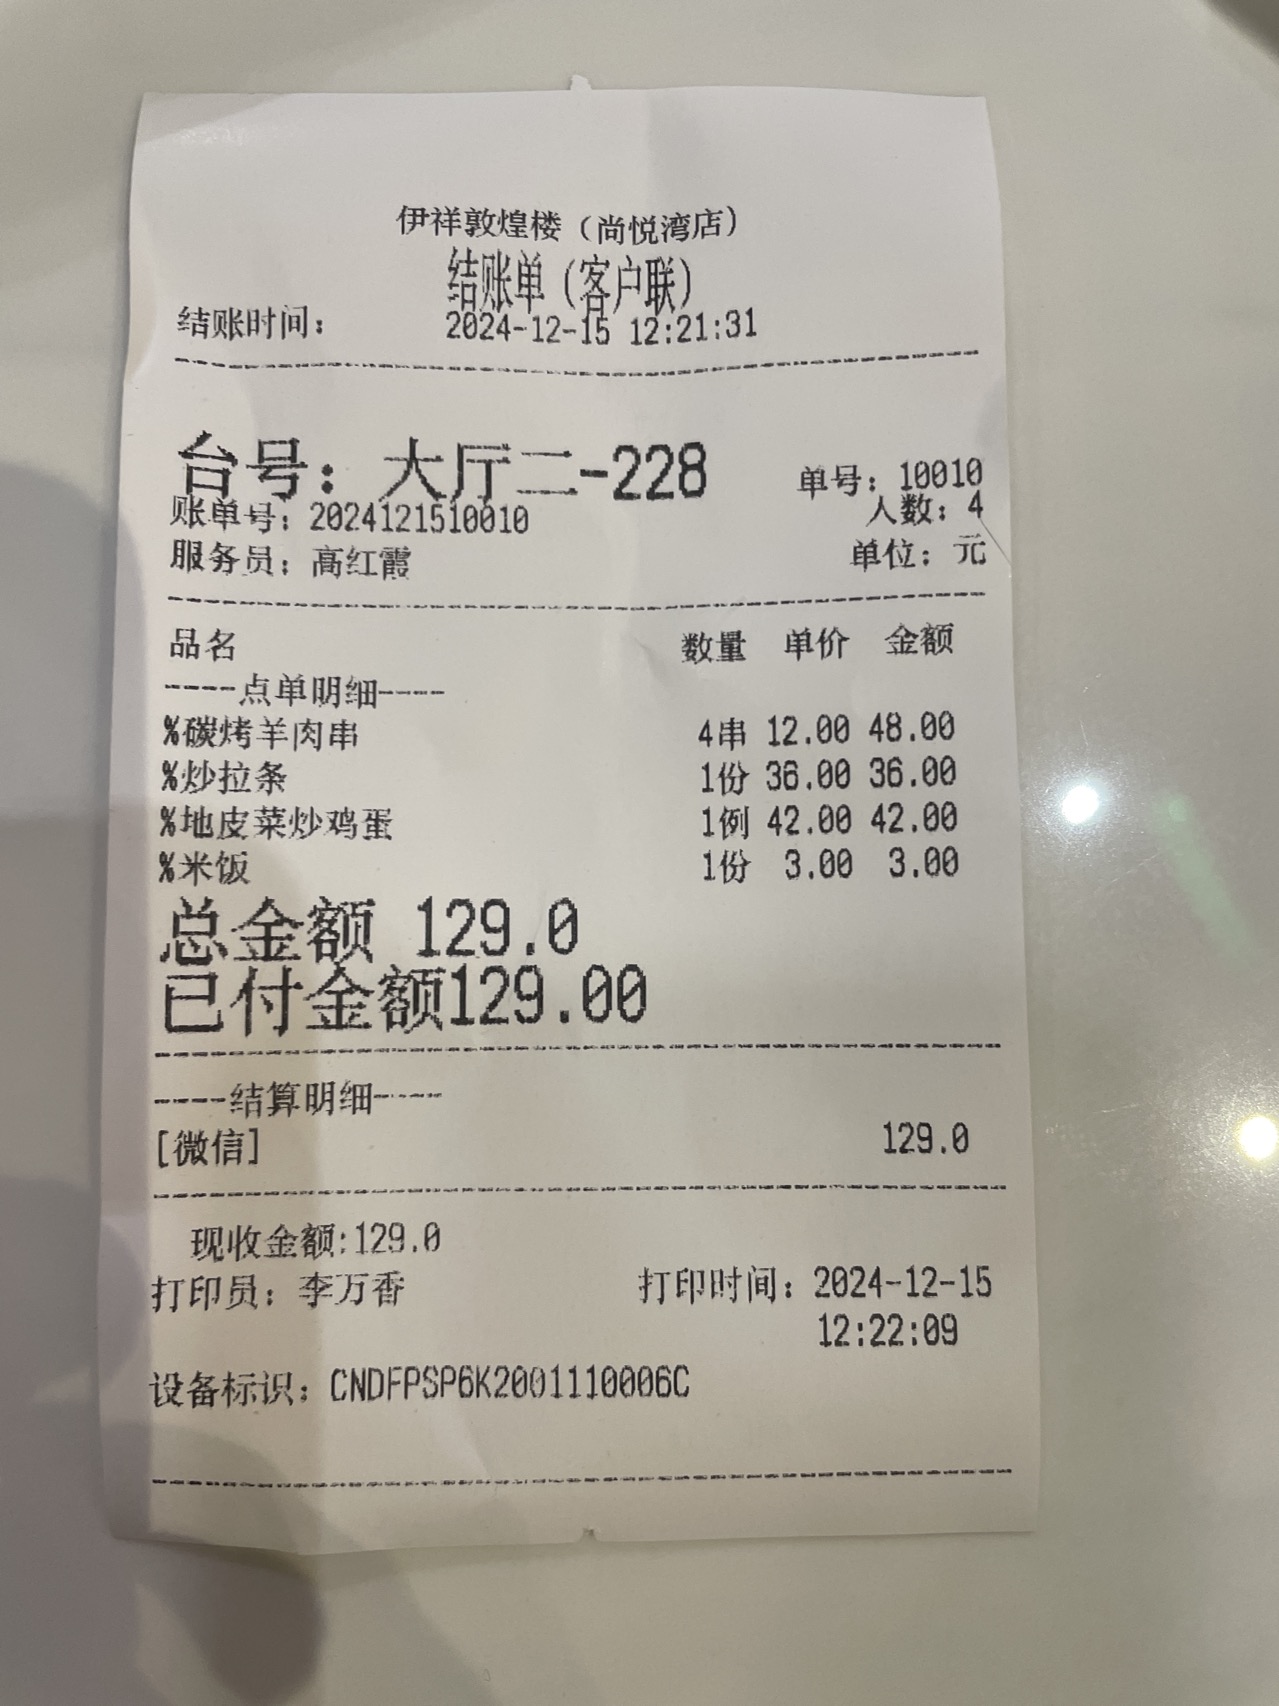 伊祥敦煌楼（尚悦湾店）
结账单（客户联）
结账时间： 2024-12-15 12:21:31
台号：大厅二-228 单号：10010
账单号：2024121510010 人数：4
服务员：高红霞 单位：元
品名 数量 单价 金额
----点单明细----
%碳烤羊肉串 4串 12.00 48.00
%炒拉条 1份 36.00 36.00
%地皮菜炒鸡蛋 1例 42.00 42.00
%米饭 1份 3.00 3.00
总金额 129.0
已付金额129.00
----结算明细----
[微信] 129.0
现收金额:129.0
打印员：李万香 打印时间：2024-12-15
12:22:09
设备标识：CNDFPSP6K2001110006C